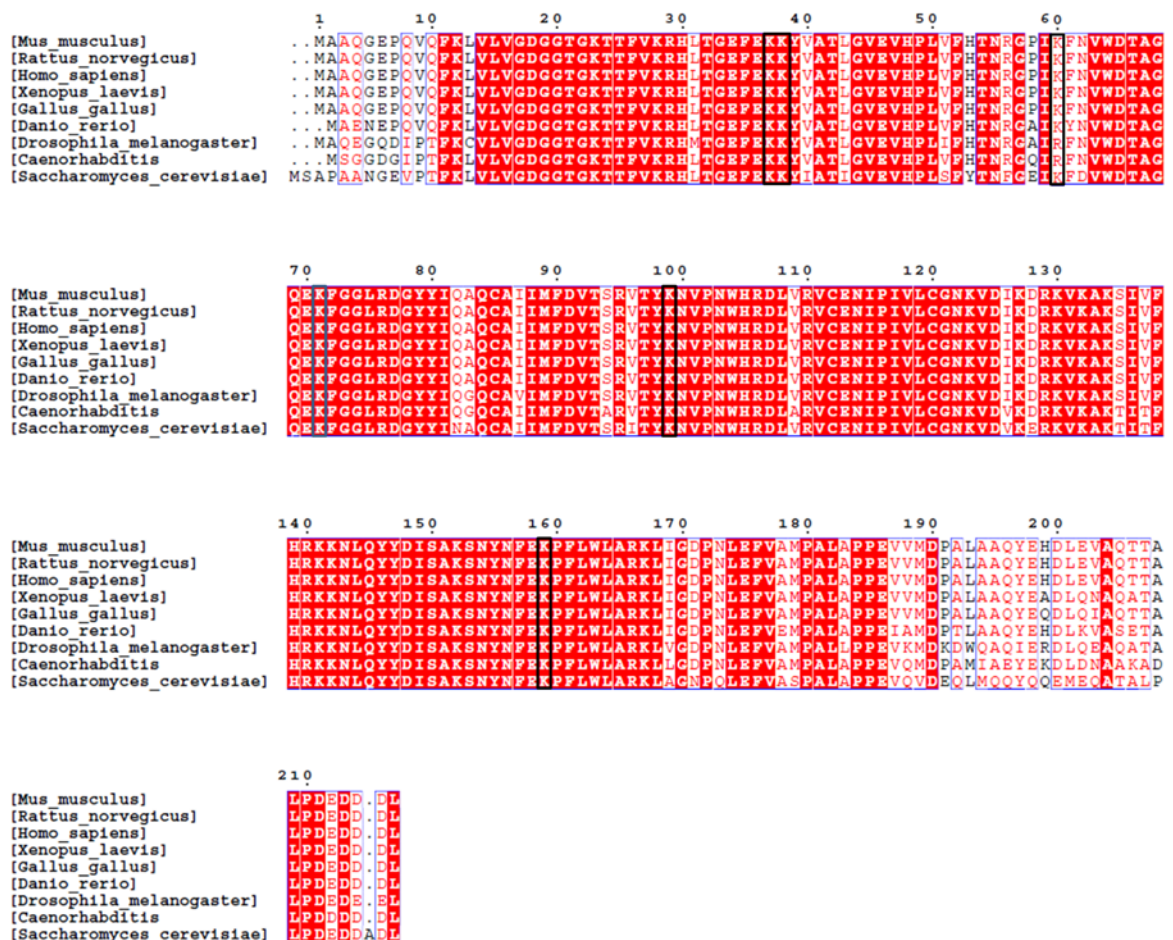 1 10 20 30 40 50 60
[Mus_musculus] ..MAAQGEPQVQFKLVLVGDGGTGKTTFVKRHLTGEFEKKYVATLGVEVHPLVFHTNRGPIKFNVWDTAG
[Rattus_norvegicus] ..MAAQGEPQVQFKLVLVGDGGTGKTTFVKRHLTGEFEKKYVATLGVEVHPLVFHTNRGPIKFNVWDTAG
[Homo_sapiens] ..MAAQGEPQVQFKLVLVGDGGTGKTTFVKRHLTGEFEKKYVATLGVEVHPLVFHTNRGPIKFNVWDTAG
[Xenopus_laevis] ..MAAQGEPQVQFKLVLVGDGGTGKTTFVKRHLTGEFEKKYVATLGVEVHPLVFHTNRGPIKFNVWDTAG
[Gallus_gallus] ..MAAQGEPQVQFKLVLVGDGGTGKTTFVKRHLTGEFEKKYVATLGVEVHPLVFHTNRGPIKFNVWDTAG
[Danio_rerio] ...MAENEPQVQFKLVLVGDGGTGKTTFVKRHLTGEFEKKYVATLGVEVHPLVFHTNRGAIKYNVWDTAG
[Drosophila_melanogaster] ..MAQEGQDIPTFKCVLVGDGGTGKTTFVKRHMTGEFEKKYVATLGVEVHPLIFHTNRGAIRFNVWDTAG
[Caenorhabditis ...MSGGDGIPTFKLVLVGDGGTGKTTFVKRHLTGEFEKKYVATLGVEVHPLVFHTNRGQIRFNVWDTAG
[Saccharomyces_cerevisiae] MSAPAANGEVPTFKLVLVGDGGTGKTTFVKRHLTGEFEKKYIATIGVEVHPLSFYTNFGEIKFDVWDTAG
70 80 90 100 110 120 130
[Mus_musculus] QEKFGGLRDGYYIQAQCAIIMFDVTSRVTYKNVPNWHRDLVRVCENIPIVLCGNKVDIKDRKVKAKSIVF
[Rattus_norvegicus] QEKFGGLRDGYYIQAQCAIIMFDVTSRVTYKNVPNWHRDLVRVCENIPIVLCGNKVDIKDRKVKAKSIVF
[Homo_sapiens] QEKFGGLRDGYYIQAQCAIIMFDVTSRVTYKNVPNWHRDLVRVCENIPIVLCGNKVDIKDRKVKAKSIVF
[Xenopus_laevis] QEKFGGLRDGYYIQAQCAIIMFDVTSRVTYKNVPNWHRDLVRVCENIPIVLCGNKVDIKDRKVKAKSIVF
[Gallus_gallus] QEKFGGLRDGYYIQAQCAIIMFDVTSRVTYKNVPNWHRDLVRVCENIPIVLCGNKVDIKDRKVKAKSIVF
[Danio_rerio] QEKFGGLRDGYYIQAQCAIIMFDVTSRVTYKNVPNWHRDLVRVCENIPIVLCGNKVDIKDRKVKAKSIVF
[Drosophila_melanogaster] QEKFGGLRDGYYIQGQCAVIMFDVTSRVTYKNVPNWHRDLVRVCENIPIVLCGNKVDIKDRKVKAKSIVF
[Caenorhabditis QEKFGGLRDGYYIQGQCAIIMFDVTARVTYKNVPNWHRDLARVCENIPIVLCGNKVDVKDRKVKAKTITF
[Saccharomyces_cerevisiae] QEKFGGLRDGYYINAQCAIIMFDVTSRITYKNVPNWHRDLVRVCENIPIVLCGNKVDVKERKVKAKTITF
140 150 160 170 180 190 200
[Mus_musculus] HRKKNLQYYDISAKSNYNFEKPFLWLARKLIGDPNLEFVAMPALAPPEVVMDPALAAQYEHDLEVAQTTA
[Rattus_norvegicus] HRKKNLQYYDISAKSNYNFEKPFLWLARKLIGDPNLEFVAMPALAPPEVVMDPALAAQYEHDLEVAQTTA
[Homo_sapiens] HRKKNLQYYDISAKSNYNFEKPFLWLARKLIGDPNLEFVAMPALAPPEVVMDPALAAQYEHDLEVAQTTA
[Xenopus_laevis] HRKKNLQYYDISAKSNYNFEKPFLWLARKLIGDPNLEFVAMPALAPPEVVMDPALAAQYEADLQNAQATA
[Gallus_gallus] HRKKNLQYYDISAKSNYNFEKPFLWLARKLIGDPNLEFVAMPALAPPEVVMDPALAAQYEQDLQIAQTTA
[Danio_rerio] HRKKNLQYYDISAKSNYNFEKPFLWLARKLIGDPNLEFVEMPALAPPEIAMDPTLAAQYEHDLKVASETA
[Drosophila_melanogaster] HRKKNLQYYDISAKSNYNFEKPFLWLARKLVGDPNLEFVAMPALLPPEVKMDKDWQAQIERDLQEAQATA
[Caenorhabditis HRKKNLQYYDISAKSNYNFEKPFLWLARKLLGDPNLEFVAMPALAPPEVQMDPAMIAEYEKDLDNAAKAD
[Saccharomyces_cerevisiae] HRKKNLQYYDISAKSNYNFEKPFLWLARKLAGNPQLEFVASPALAPPEVQVDEQLMQQYQQEMEQATALP
210
[Mus_musculus] LPDEDD.DL
[Rattus_norvegicus] LPDEDD.DL
[Homo_sapiens] LPDEDD.DL
[Xenopus_laevis] LPDEDD.DL
[Gallus_gallus] LPDEDD.DL
[Danio_rerio] LPDEDD.DL
[Drosophila_melanogaster] LPDEDE.EL
[Caenorhabditis LPDDDD.DL
[Saccharomyces_cerevisiae] LPDEDDADL